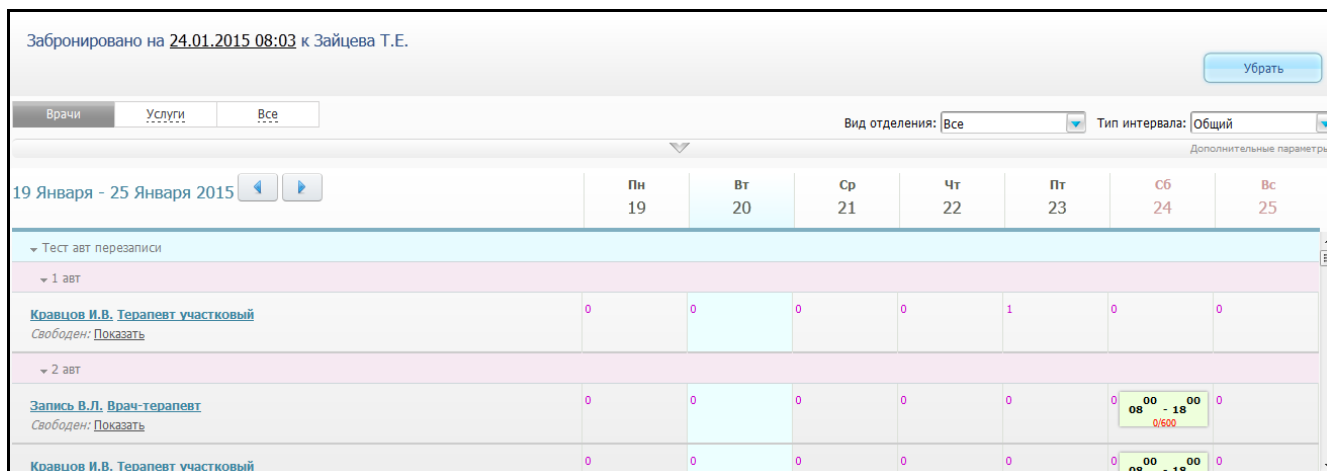 Забронировано на 24.01.2015 08:03 к Зайцева Т.Е.
Убрать
Врачи Услуги Все Вид отделения: Все Тип интервала: Общий
Дополнительные параметры
19 Января - 25 Января 2015 Пн Вт Ср Чт Пт Сб Вс
19 20 21 22 23 24 25
Тест авт перезаписи
1 авт
Кравцов И.В. Терапевт участковый 0 0 0 0 1 0 0
Свободен: Показать
2 авт
Запись В.Л. Врач-терапевт 0 0 0 0 0 0 08 00 - 18 00 0
Свободен: Показать 0/600
Кравцов И.В. Терапевт участковый 0 0 0 0 0 0 08 00 - 18 00 0